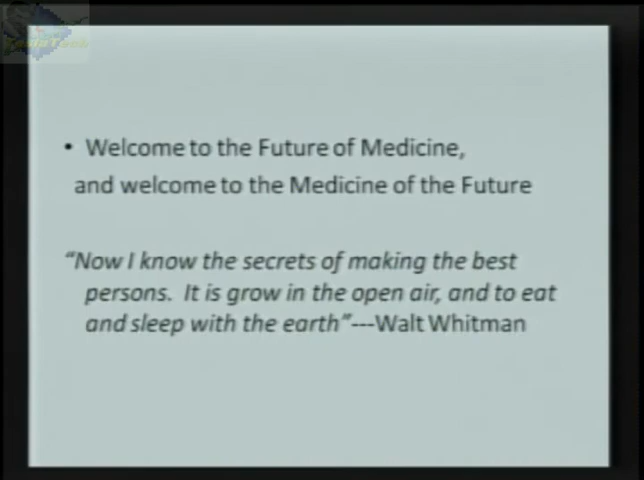 • Welcome to the Future of Medicine,
and welcome to the Medicine of the Future
“Now I know the secrets of making the best
persons. It is grow in the open air, and to eat
and sleep with the earth”---Walt Whitman